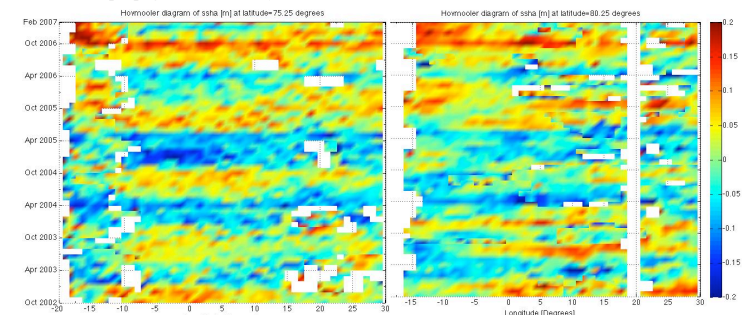 Hovmooler diagram of ssha [m] at latitude=75.25 degrees
Hovmooler diagram of ssha [m] at latitude=80.25 degrees
Feb 2007
Oct 2006
Apr 2006
Oct 2005
Apr 2005
Oct 2004
Apr 2004
Oct 2003
Apr 2003
Oct 2002
-20 -15 -10 -5 0 5 10 15 20 25 30
-15 -10 -5 0 5 10 15 20 25 30
Longitude [Degrees]
0.2
0.15
0.1
0.05
0
-0.05
-0.1
-0.15
-0.2